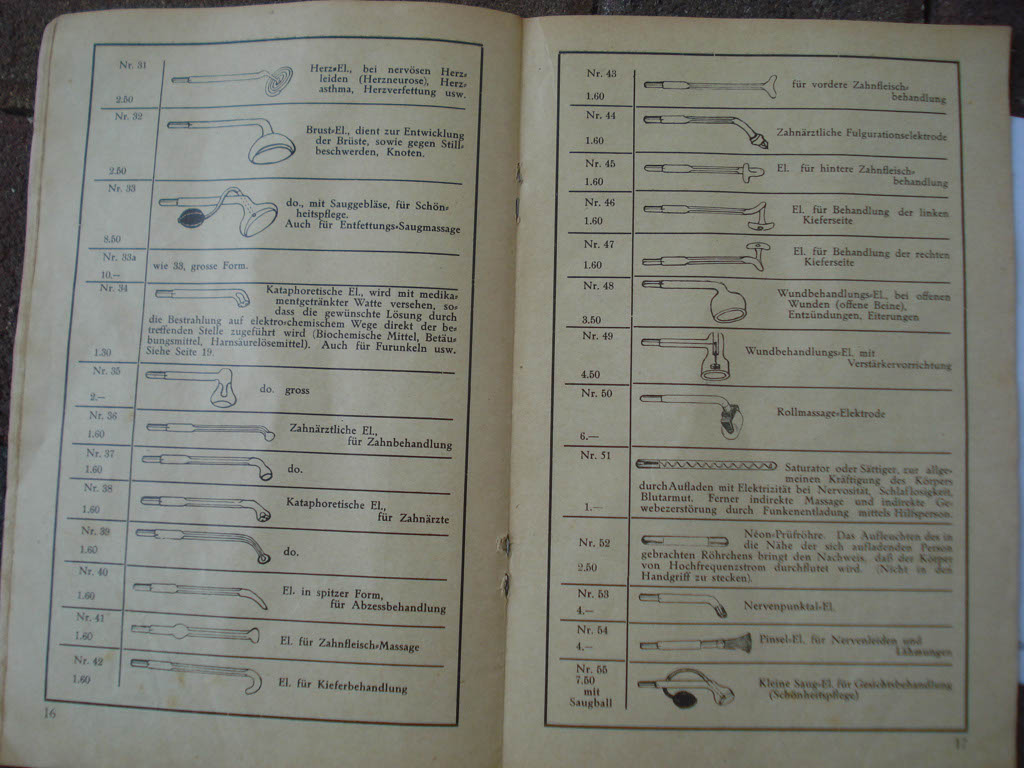 Nr. 31
2.50
Herz-El., bei nervösen Herz-
leiden (Herzneurose), Herz-
asthma, Herzverfettung usw.
Nr. 32
2.50
Brust-El., dient zur Entwicklung
der Brüste, sowie gegen Still-
beschwerden, Knoten.
Nr. 33
8.50
do., mit Sauggebläse, für Schön-
heitspflege.
Auch für Entfettungs-Saugmassage
Nr. 33a
10.—
wie 33, grosse Form.
Nr. 34
1.50
Kataphoretische El., wird mit medika-
mentgetränkter Watte versehen, so-
dass die gewünschte Lösung durch
die Bestrahlung auf elektro-chemischem Wege direkt der be-
treffenden Stelle zugeführt wird (Biochemische Mittel, Betäu-
bungsmittel, Harnsäurelösemittel). Auch für Furunkeln usw.
Siehe Seite 19.
Nr. 35
2.—
do. gross
Nr. 36
1.60
Zahnärztliche El.,
für Zahnbehandlung
Nr. 37
1.60
do.
Nr. 38
1.60
Kataphoretische El.,
für Zahnärzte
Nr. 39
1.60
do.
Nr. 40
1.60
El. in spitzer Form,
für Abzessbehandlung
Nr. 41
1.60
El. für Zahnfleisch-Massage
Nr. 42
1.60
El. für Kieferbehandlung
16
Nr. 43
1.60
für vordere Zahnfleisch-
behandlung
Nr. 44
1.60
Zahnärztliche Fulgurationselektrode
Nr. 45
1.60
El. für hintere Zahnfleisch-
behandlung
Nr. 46
1.60
El. für Behandlung der linken
Kieferseite
Nr. 47
1.60
El. für Behandlung der rechten
Kieferseite
Nr. 48
3.50
Wundbehandlungs-El., bei offenen
Wunden (offene Beine),
Entzündungen, Eiterungen
Nr. 49
4.50
Wundbehandlungs-El. mit
Verstärkervorrichtung
Nr. 50
6.—
Rollmassage-Elektrode
Nr. 51
1.—
Saturator oder Sättiger, zur allge-
meinen Kräftigung des Körpers
durch Aufladen mit Elektrizität bei Nervosität, Schlaflosigkeit,
Blutarmut. Ferner indirekte Massage und indirekte Ge-
webezerstörung durch Funkenentladung mittels Hilfsperson.
Nr. 52
2.50
Néon-Prüfröhre. Das Aufleuchten des in
die Nähe der sich aufladenden Person
gebrachten Röhrchens bringt den Nachweis, daß der Körper
von Hochfrequenzstrom durchflutet wird. (Nicht in den
Handgriff zu stecken).
Nr. 53
4.—
Nervenpunktal-El.
Nr. 54
4.—
Pinsel-El. für Nervenleiden und
Lähmungen
Nr. 55
7.50
mit
Saugball
Kleine Saug-El. für Gesichtsbehandlung
(Schönheitspflege)
17